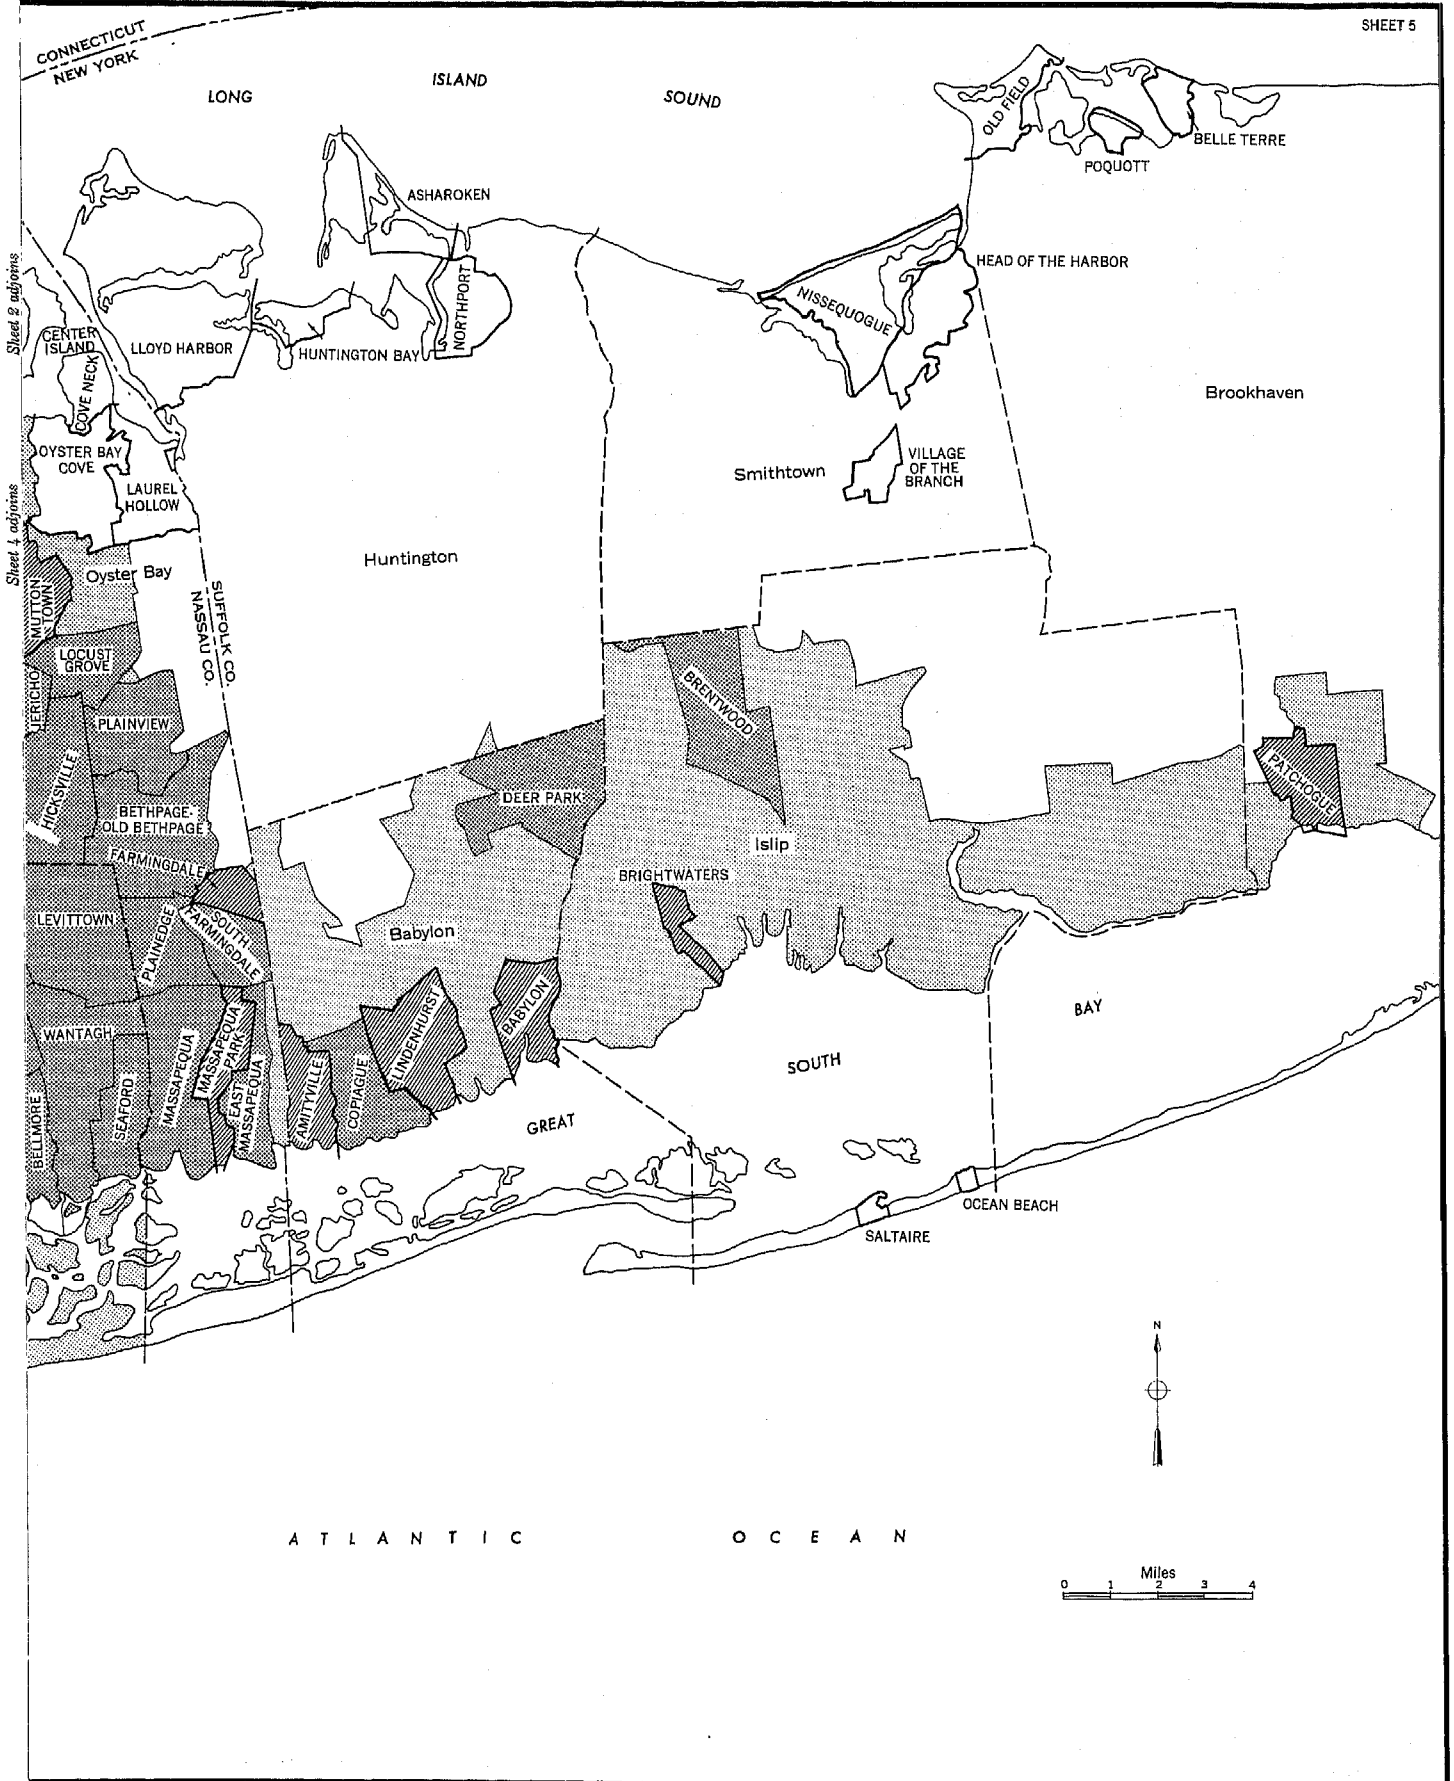 SHEET 5
CONNECTICUT
NEW YORK
LONG ISLAND SOUND
OLD FIELD
BELLE TERRE
POQUOTT
ASHAROKEN
HEAD OF THE HARBOR
NISSEQUOGUE
NORTHPORT
Sheet 2 adjoins
CENTER
ISLAND
LLOYD HARBOR
HUNTINGTON BAY
COVE NECK
Brookhaven
OYSTER BAY
COVE
LAUREL
HOLLOW
Smithtown
VILLAGE
OF THE
BRANCH
Sheet 4 adjoins
Huntington
Oyster Bay
MUTTON
TOWN
SUFFOLK CO.
NASSAU CO.
LOCUST
GROVE
JERICHO
BRENTWOOD
PLAINVIEW
HICKSVILLE
PATCHOGUE
DEER PARK
BETHPAGE-
OLD BETHPAGE
Islip
FARMINGDALE
BRIGHTWATERS
LEVITTOWN
PLAINEDGE
SOUTH
FARMINGDALE
Babylon
LINDENHURST
BABYLON
WANTAGH
MASSAPEQUA
MASSAPEQUA
PARK
EAST
MASSAPEQUA
AMITYVILLE
COPIAGUE
SEAFORD
BELLMORE
GREAT SOUTH BAY
OCEAN BEACH
SALTAIRE
N
ATLANTIC OCEAN
Miles
0 1 2 3 4